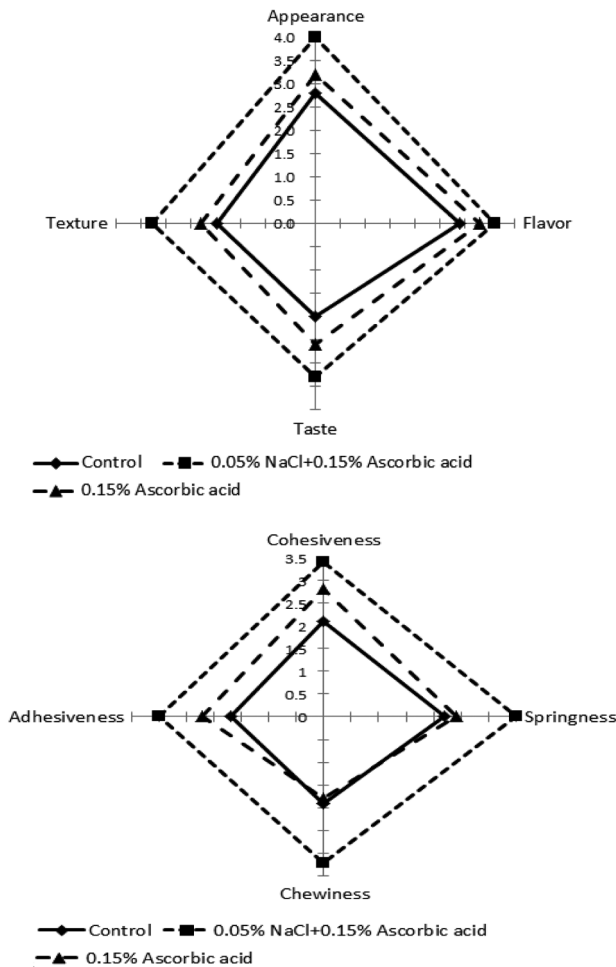 Appearance
4.0
3.5
3.0
2.5
2.0
1.5
1.0
0.5
Texture 0.0 Flavor
Taste
Control 0.05% NaCl+0.15% Ascorbic acid
0.15% Ascorbic acid
Cohesiveness
3.5
3
2.5
2
1.5
1
0.5
Adhesiveness 0 Springness
Chewiness
Control 0.05% NaCl+0.15% Ascorbic acid
0.15% Ascorbic acid